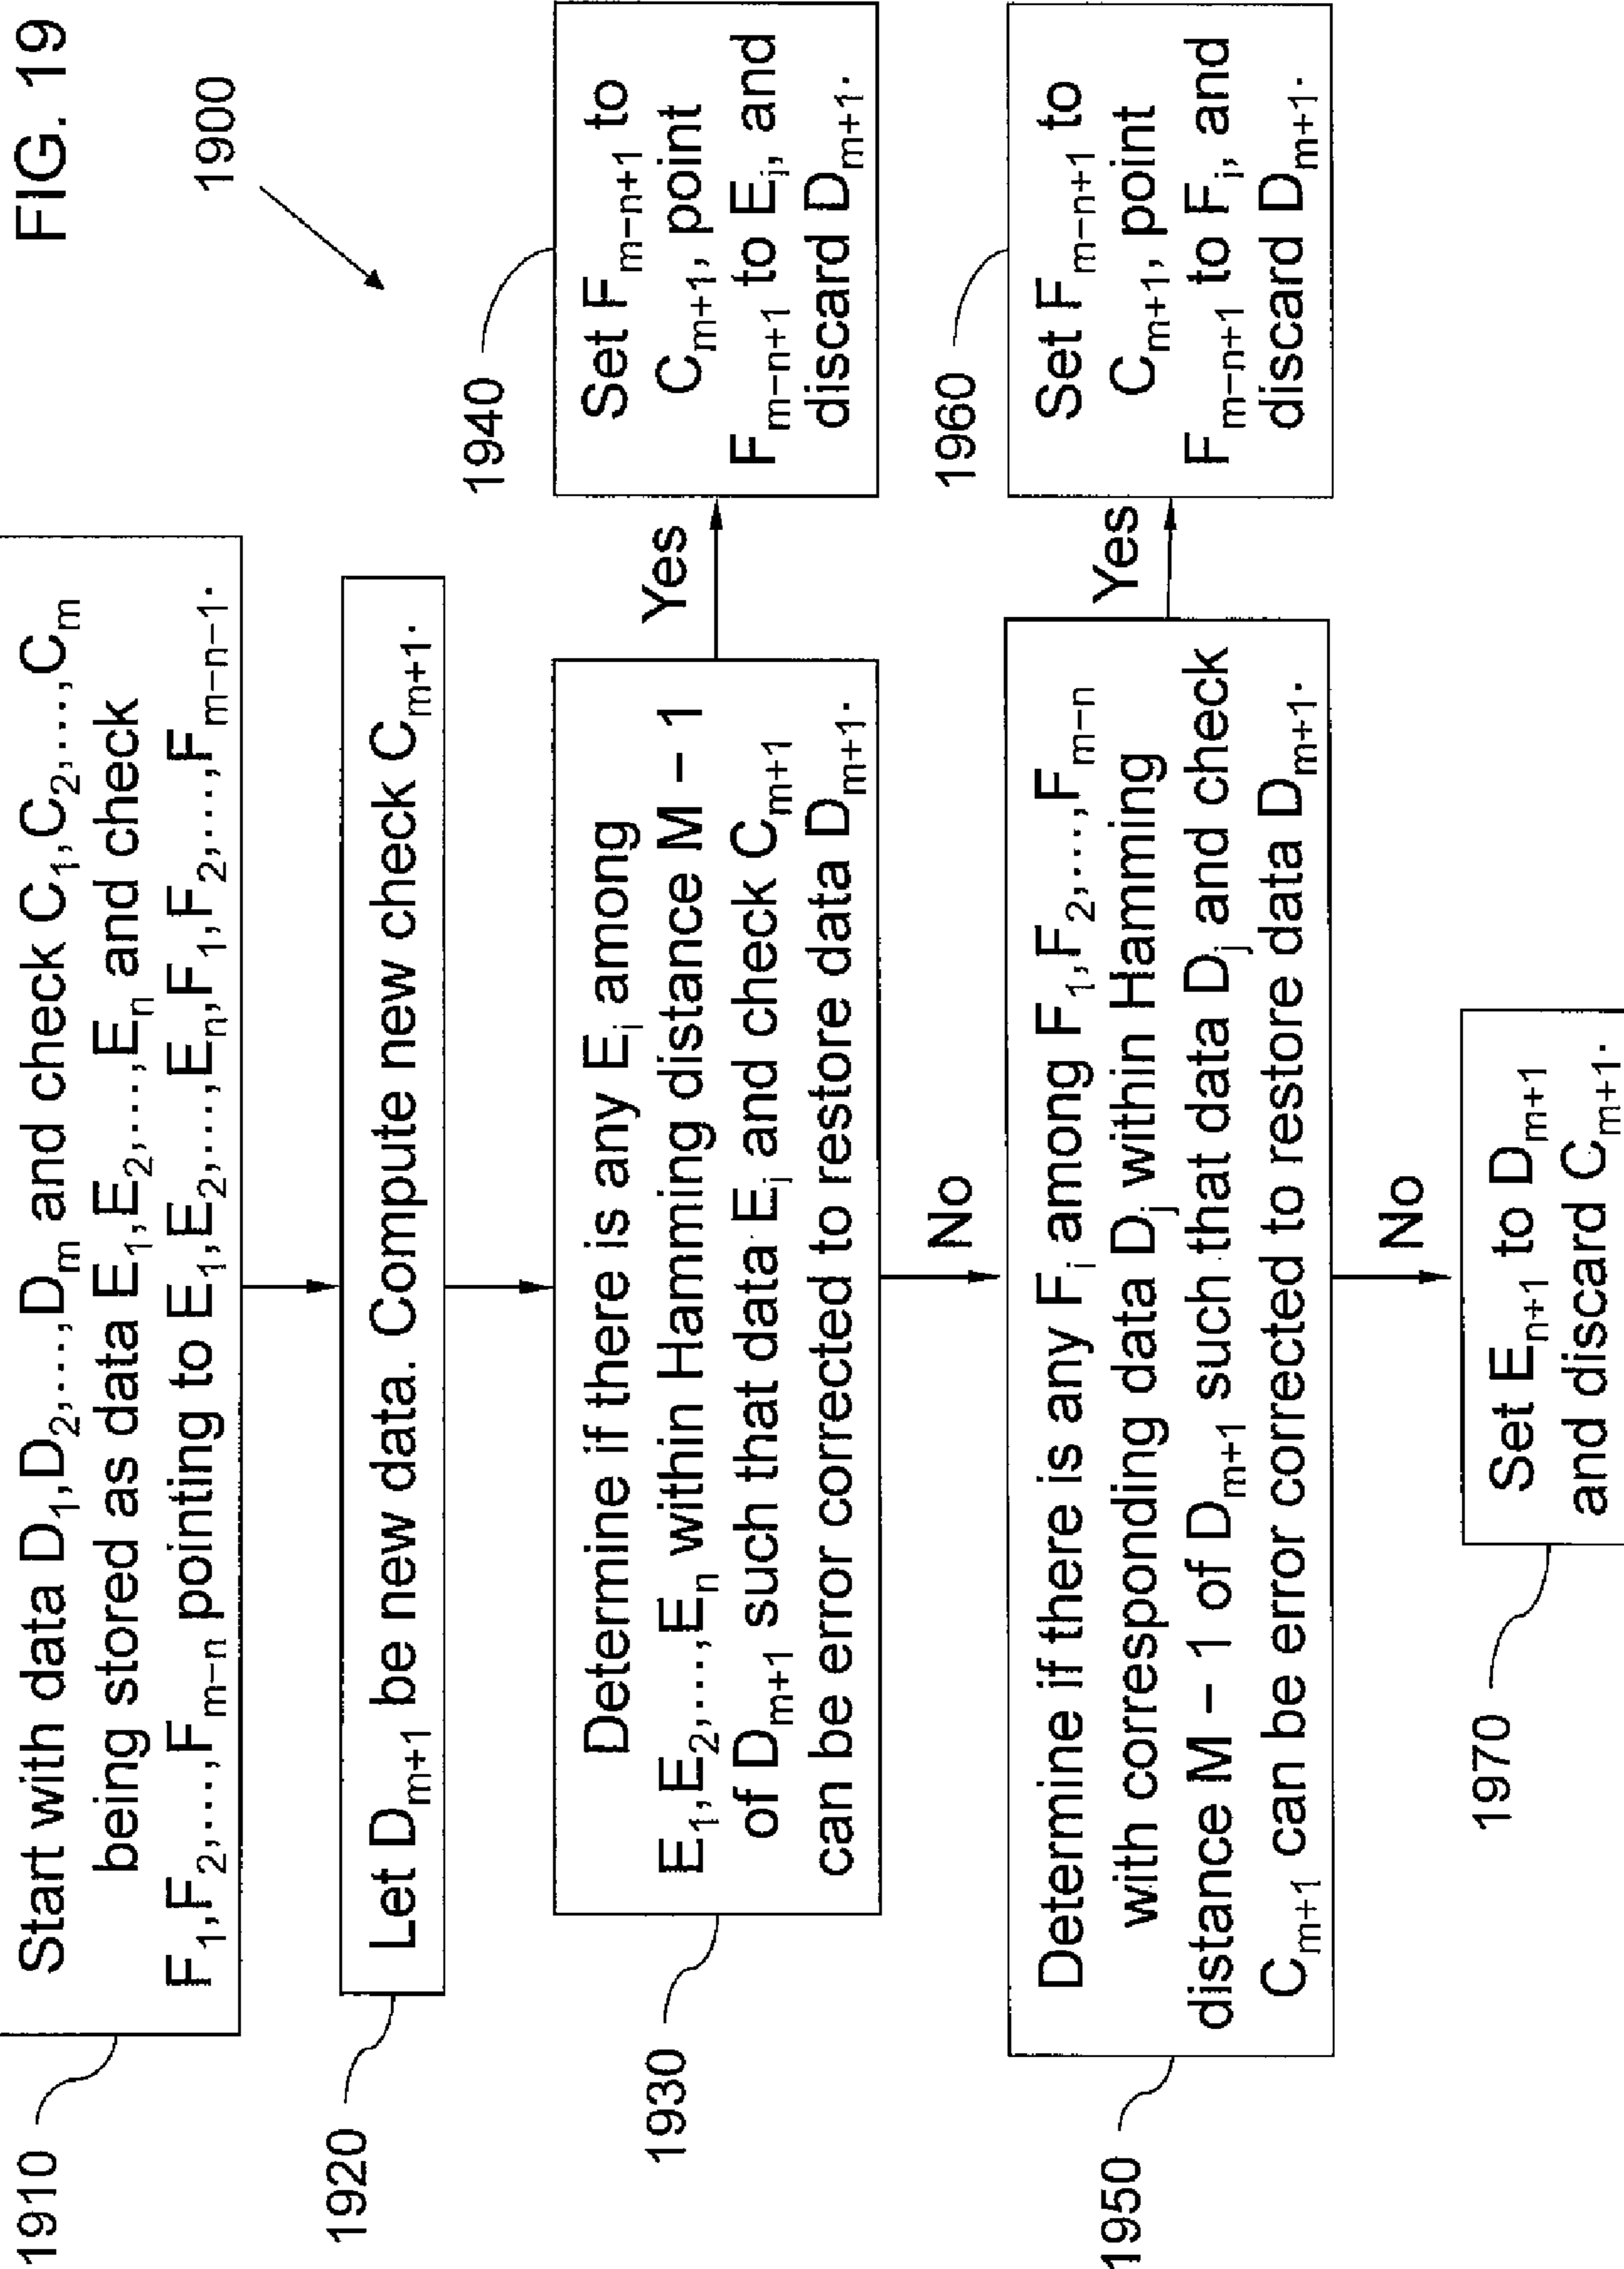 FIG. 19
1900
1910
Start with data D₁,D₂,…,Dₘ and check C₁,C₂,…,Cₘ
being stored as data E₁,E₂,…,Eₙ and check
F₁,F₂,…,Fₘ₋ₙ pointing to E₁,E₂,…,Eₙ,F₁,F₂,…,Fₘ₋ₙ₋₁.
1920
Let Dₘ₊₁ be new data. Compute new check Cₘ₊₁.
1930
Determine if there is any Eᵢ among
E₁,E₂,…,Eₙ within Hamming distance M – 1
of Dₘ₊₁ such that data Eᵢ and check Cₘ₊₁
can be error corrected to restore data Dₘ₊₁.
Yes
1940
Set Fₘ₋ₙ₊₁ to
Cₘ₊₁, point
Fₘ₋ₙ₊₁ to Eᵢ, and
discard Dₘ₊₁.
No
1950
Determine if there is any Fᵢ among F₁,F₂,…,Fₘ₋ₙ
with corresponding data Dⱼ within Hamming
distance M – 1 of Dₘ₊₁ such that data Dⱼ and check
Cₘ₊₁ can be error corrected to restore data Dₘ₊₁.
Yes
1960
Set Fₘ₋ₙ₊₁ to
Cₘ₊₁, point
Fₘ₋ₙ₊₁ to Fᵢ, and
discard Dₘ₊₁.
No
1970
Set Eₙ₊₁ to Dₘ₊₁
and discard Cₘ₊₁.